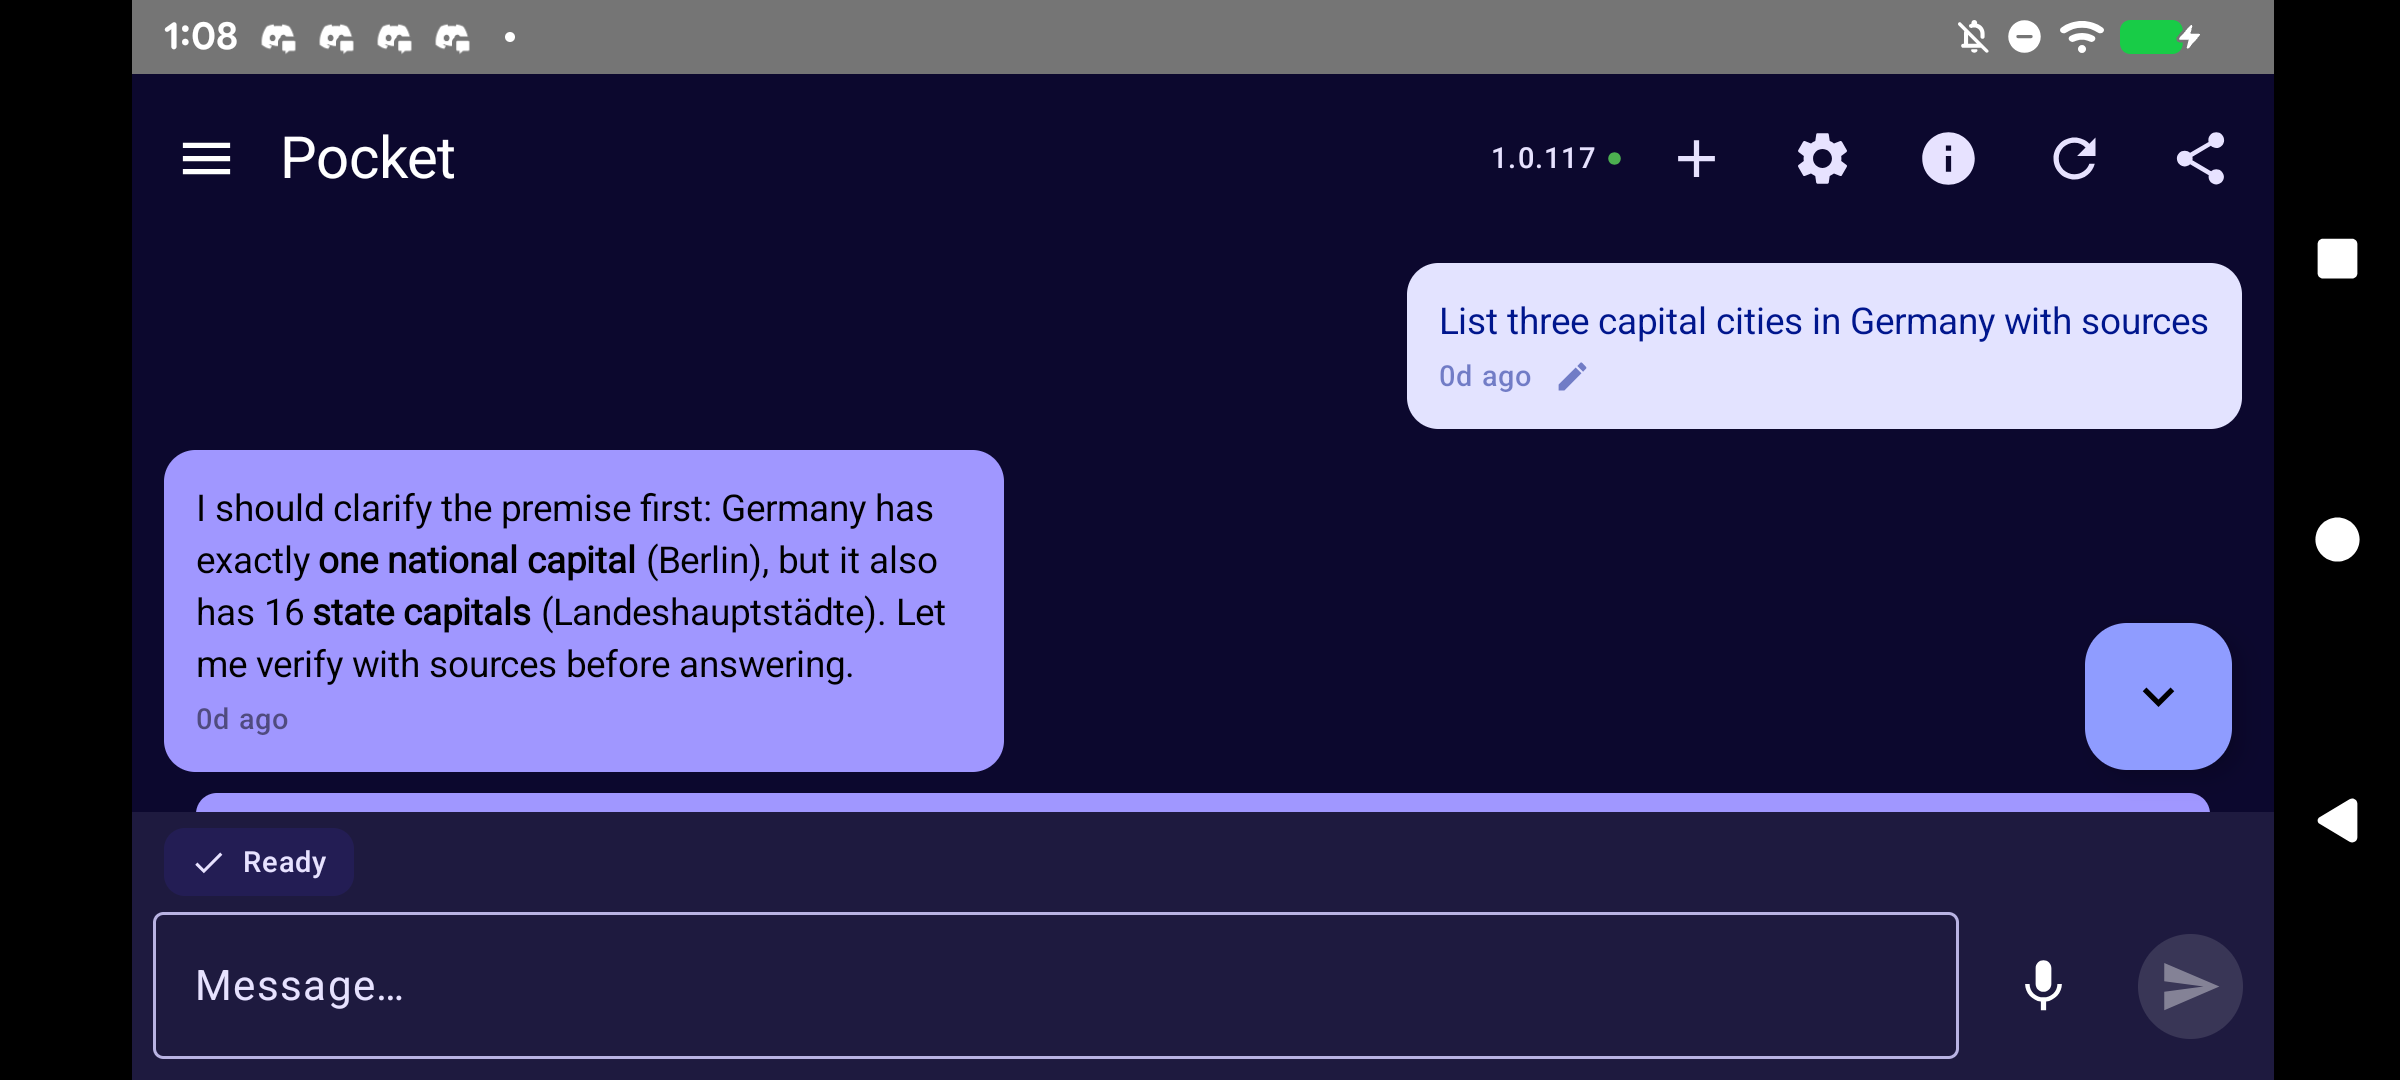 1:08
Pocket
1.0.117
List three capital cities in Germany with sources
0d ago
I should clarify the premise first: Germany has
exactly one national capital (Berlin), but it also
has 16 state capitals (Landeshauptstädte). Let
me verify with sources before answering.
0d ago
Ready
Message...